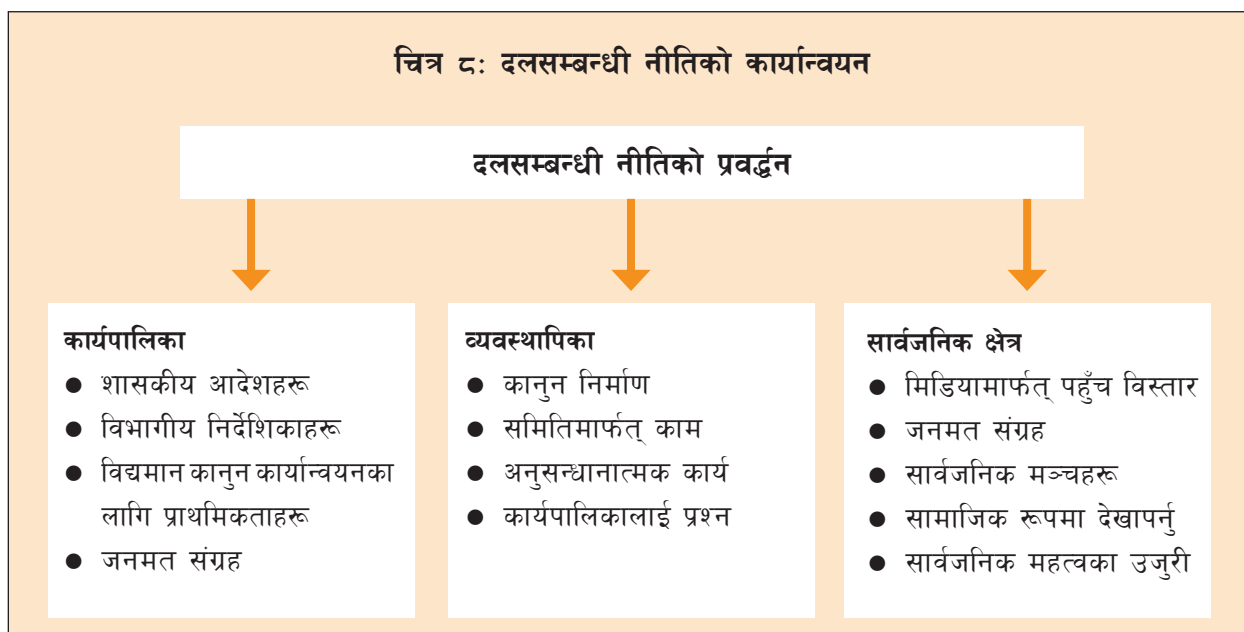 चित्र ८ः दलसम्बन्धी नीतिको कार्यान्वयन
दलसम्बन्धी नीतिको प्रवर्द्धन
कार्यपालिका
● शासकीय आदेशहरू
● विभागीय निर्देशिकाहरू
● विद्यमान कानुन कार्यान्वयनका
लागि प्राथमिकताहरू
● जनमत संग्रह
व्यवस्थापिका
● कानुन निर्माण
● समितिमार्फत् काम
● अनुसन्धानात्मक कार्य
● कार्यपालिकालाई प्रश्न
सार्वजनिक क्षेत्र
● मिडियामार्फत् पहुँच विस्तार
● जनमत संग्रह
● सार्वजनिक मञ्चहरू
● सामाजिक रूपमा देखापर्नु
● सार्वजनिक महत्वका उजुरी